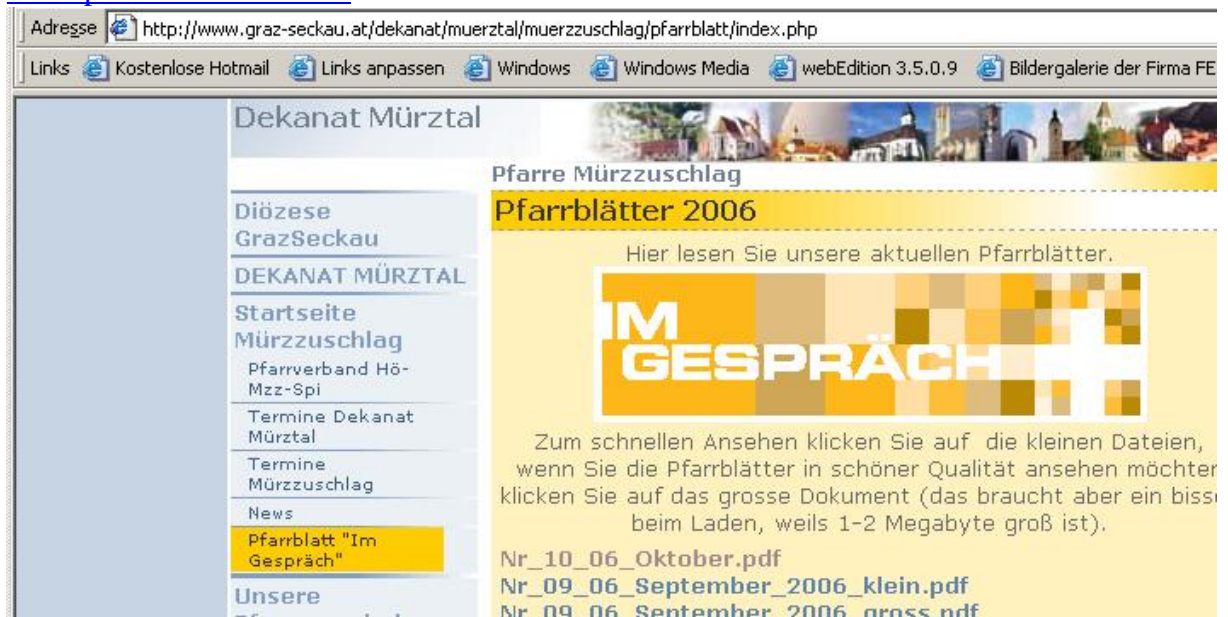 Adresse http://www.graz-seckau.at/dekanat/muerztal/muerzzuschlag/pfarrblatt/index.php
Links Kostenlose Hotmail Links anpassen Windows Windows Media webEdition 3.5.0.9 Bildergalerie der Firma FE
Dekanat Mürztal
Pfarre Mürzzuschlag
Diözese
GrazSeckau
DEKANAT MÜRZTAL
Startseite
Mürzzuschlag
Pfarrverband Hö-
Mzz-Spi
Termine Dekanat
Mürztal
Termine
Mürzzuschlag
News
Pfarrblatt "Im
Gespräch"
Unsere
Pfarrblätter 2006
Hier lesen Sie unsere aktuellen Pfarrblätter.
IM
GESPRÄCH
Zum schnellen Ansehen klicken Sie auf die kleinen Dateien,
wenn Sie die Pfarrblätter in schöner Qualität ansehen möchten
klicken Sie auf das grosse Dokument (das braucht aber ein biss
beim Laden, weils 1-2 Megabyte groß ist).
Nr_10_06_Oktober.pdf
Nr_09_06_September_2006_klein.pdf
Nr_09_06_September_2006_gross.pdf